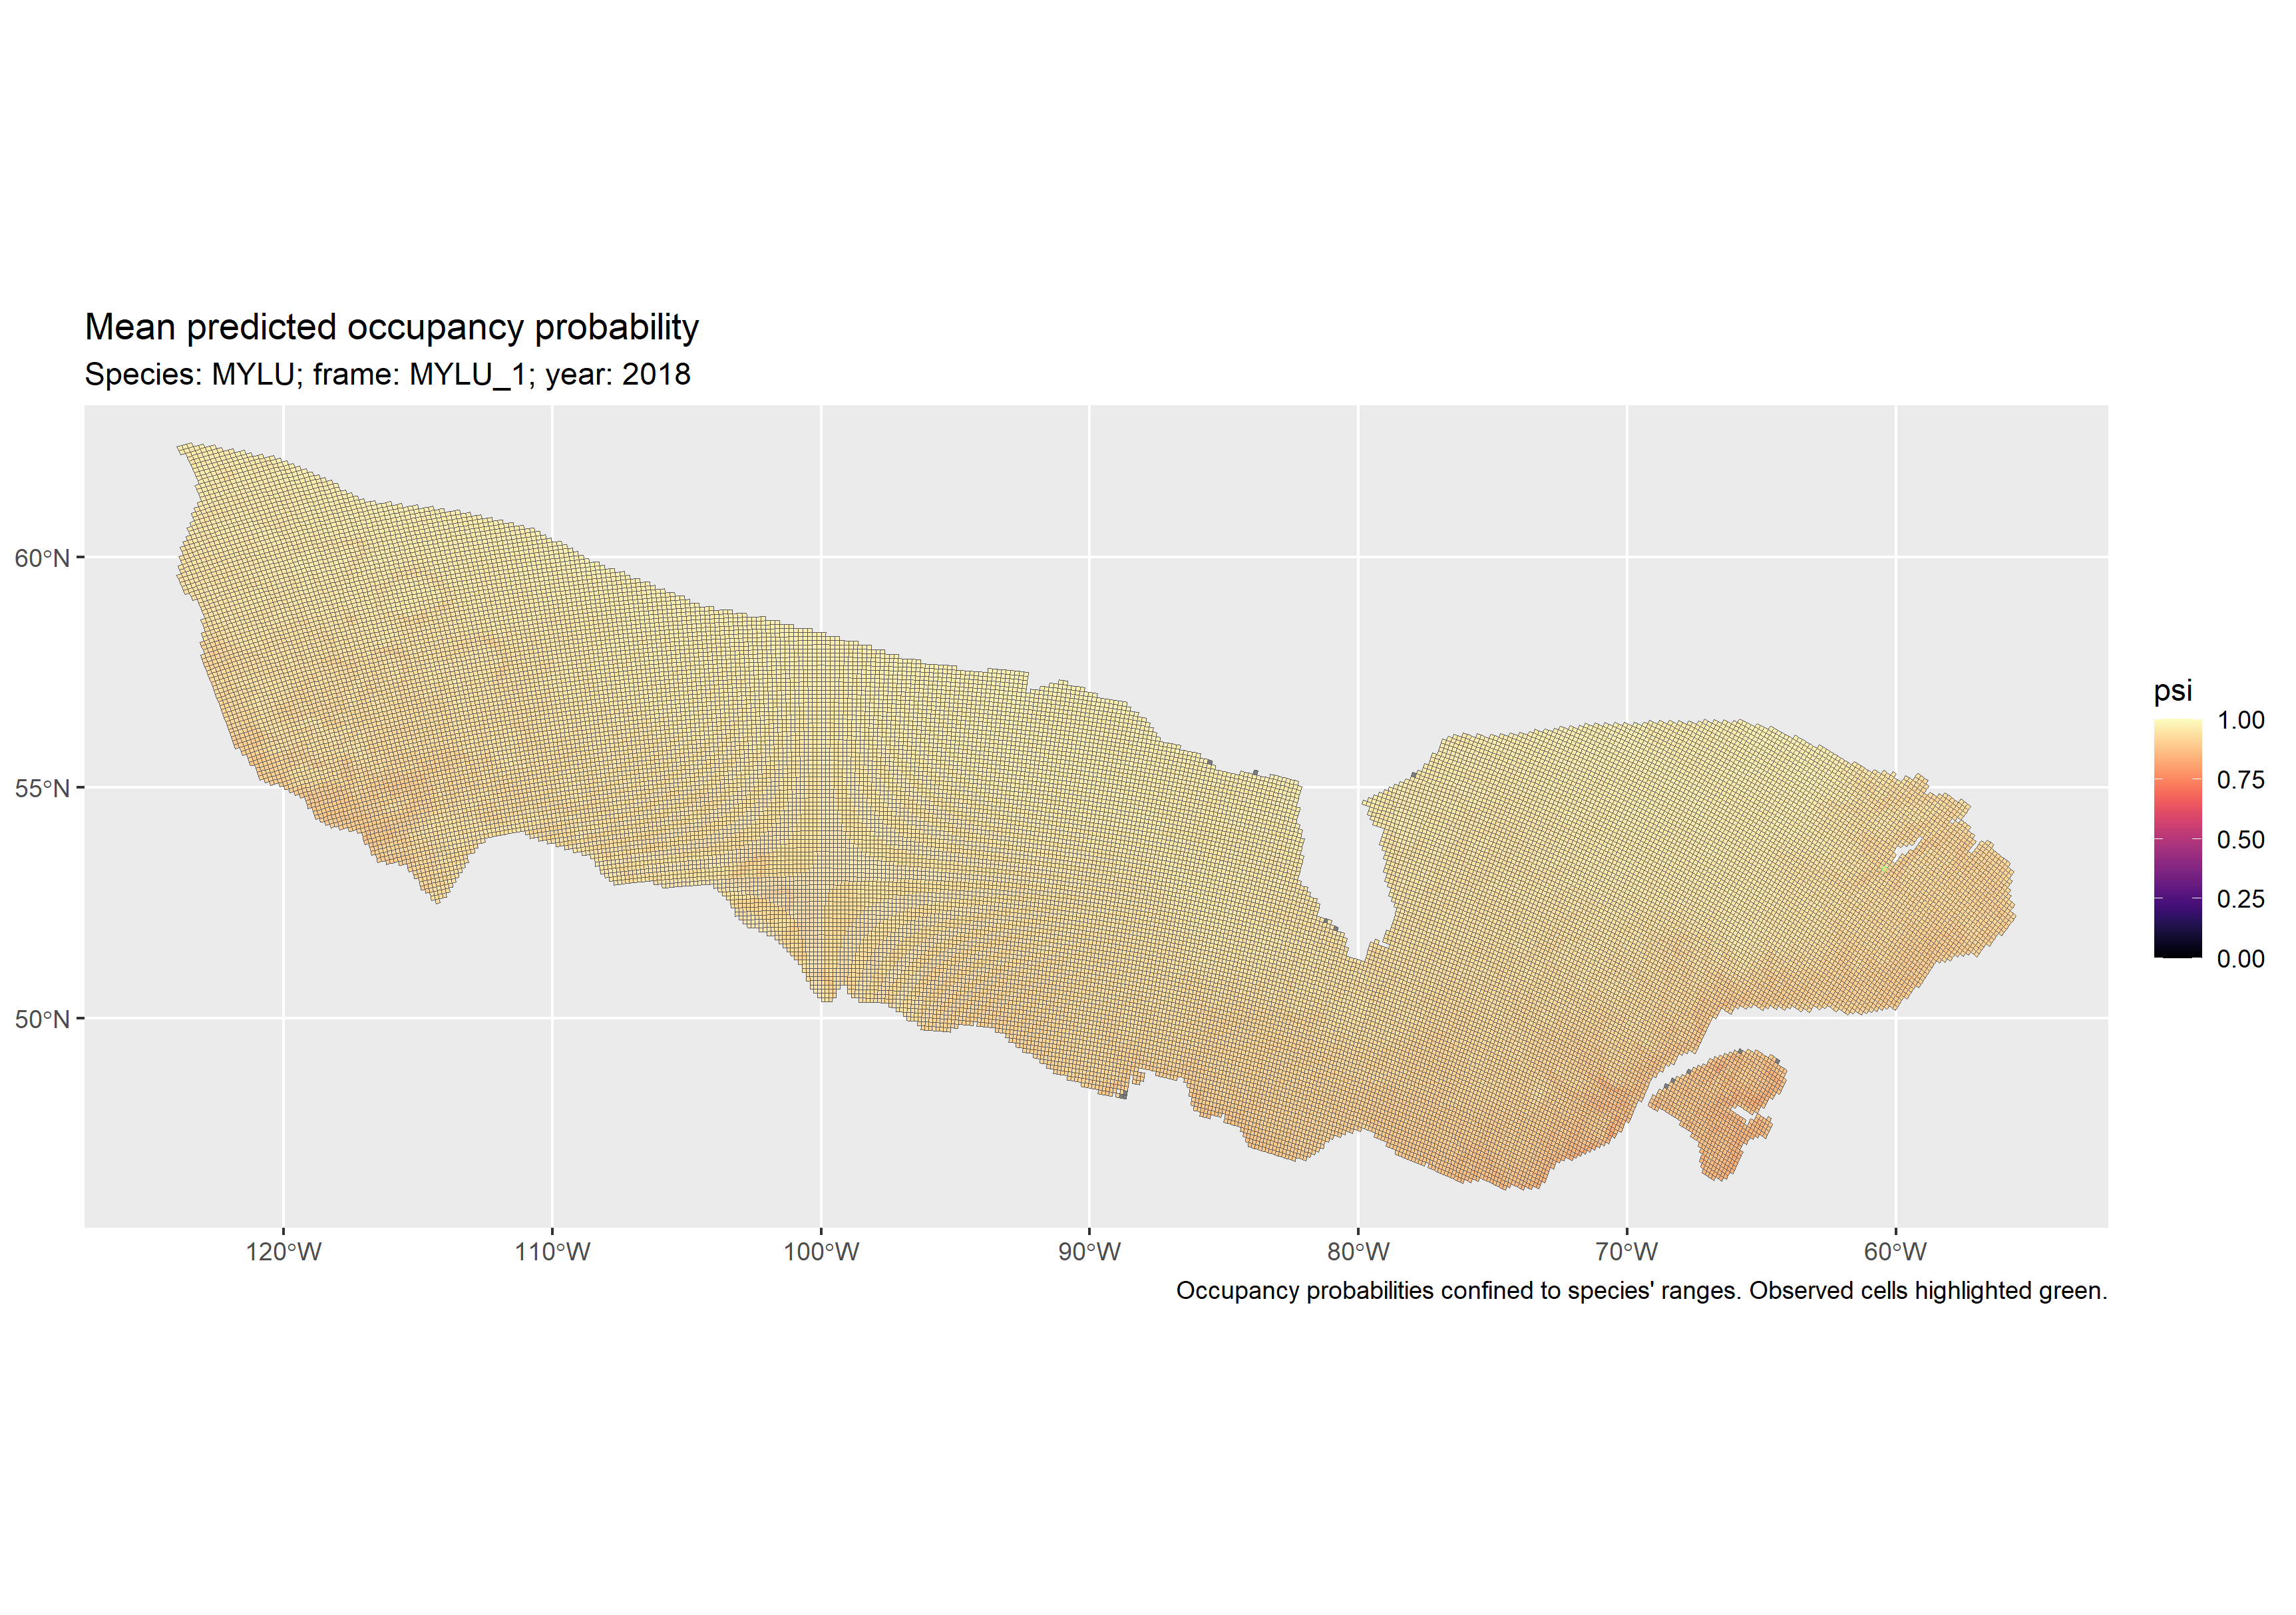 Mean predicted occupancy probability
Species: MYLU; frame: MYLU_1; year: 2018
60°N
55°N
50°N
120°W
110°W
100°W
90°W
80°W
70°W
60°W
psi
1.00
0.75
0.50
0.25
0.00
Occupancy probabilities confined to species' ranges. Observed cells highlighted green.